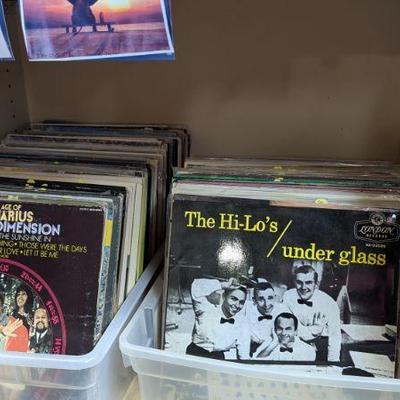 AGE OF
ARIUS
DIMENSION
THE SUNSHINE IN
THOSE WERE THE DAYS
LOVE • LET IT BE ME
The Hi-Lo's /
under glass
LONDON
RECORDS